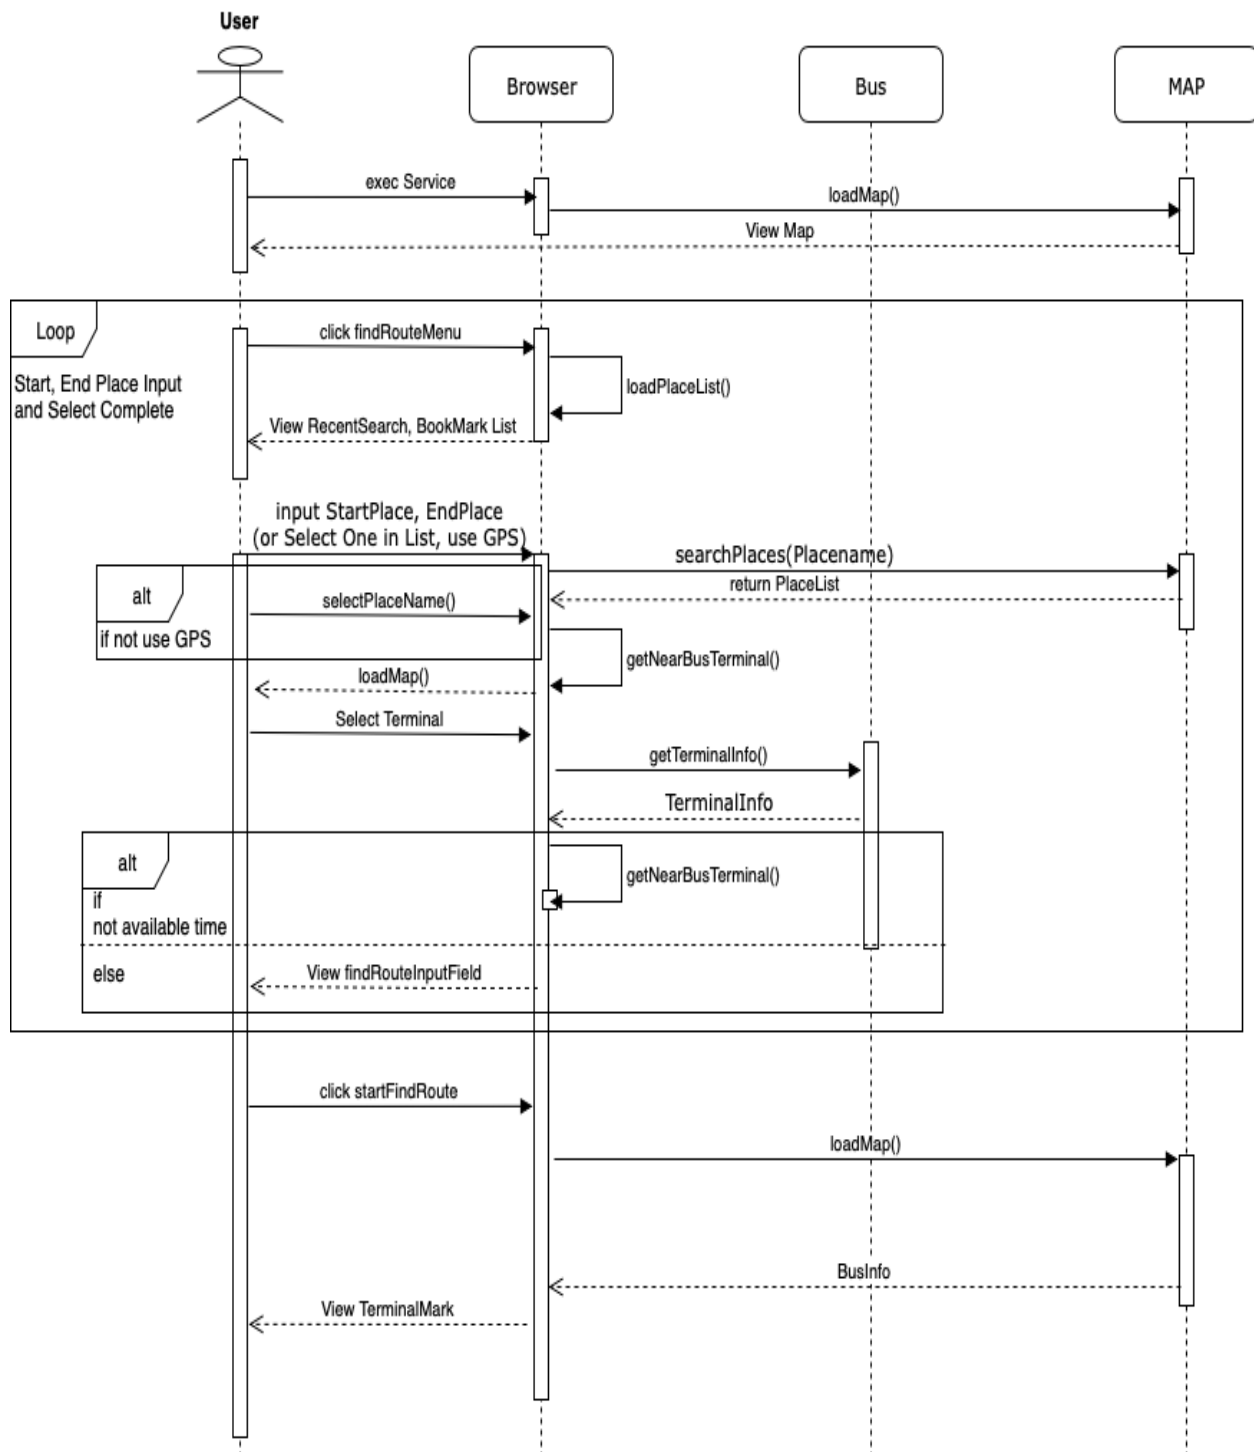 User
Browser
Bus
MAP
exec Service
loadMap()
View Map
Loop
click findRouteMenu
Start, End Place Input
and Select Complete
loadPlaceList()
View RecentSearch, BookMark List
input StartPlace, EndPlace
(or Select One in List, use GPS)
searchPlaces(Placename)
return PlaceList
alt
selectPlaceName()
if not use GPS
getNearBusTerminal()
loadMap()
Select Terminal
getTerminalInfo()
TerminalInfo
alt
getNearBusTerminal()
if
not available time
else
View findRouteInputField
click startFindRoute
loadMap()
BusInfo
View TerminalMark